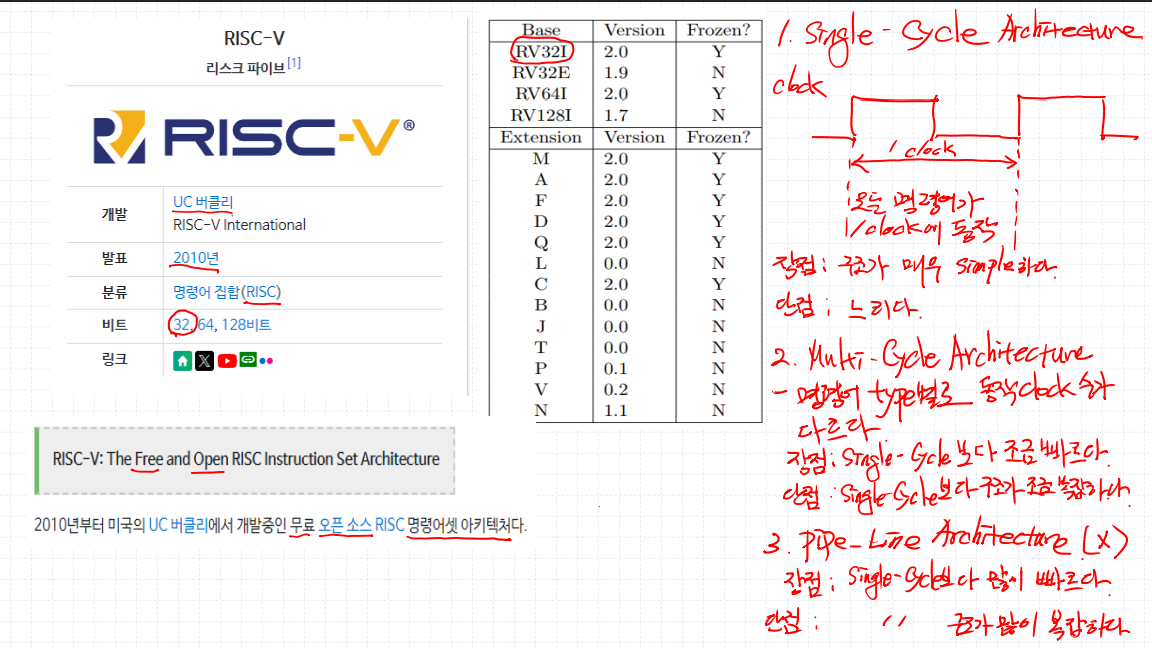 RISC-V
리스크 파이브[1]
RISC-V®
개발
UC 버클리
RISC-V International
발표
2010년
분류
명령어 집합(RISC)
비트
32, 64, 128비트
링크
RISC-V: The Free and Open RISC Instruction Set Architecture
2010년부터 미국의 UC 버클리에서 개발중인 무료 오픈 소스 RISC 명령어셋 아키텍처다.
Base Version Frozen?
RV32I 2.0 Y
RV32E 1.9 N
RV64I 2.0 Y
RV128I 1.7 N
Extension Version Frozen?
M 2.0 Y
A 2.0 Y
F 2.0 Y
D 2.0 Y
Q 2.0 Y
L 0.0 N
C 2.0 Y
B 0.0 N
J 0.0 N
T 0.0 N
P 0.1 N
V 0.2 N
N 1.1 N
1. Single-Cycle Architecture
clock
1 clock
모든 명령어가
1/clock에 동작
장점: 구조가 매우 simple하다.
단점: 느리다.
2. Multi-Cycle Architecture
- 명령어 type별로 동작 clock 수가
다르다
장점: Single-Cycle보다 조금 빠르다.
단점: Single-Cycle보다 구조가 조금 복잡하다.
3. Pipe-Line Architecture (X)
장점: Single-Cycle보다 많이 빠르다.
단점: 〃 구조가 많이 복잡하다